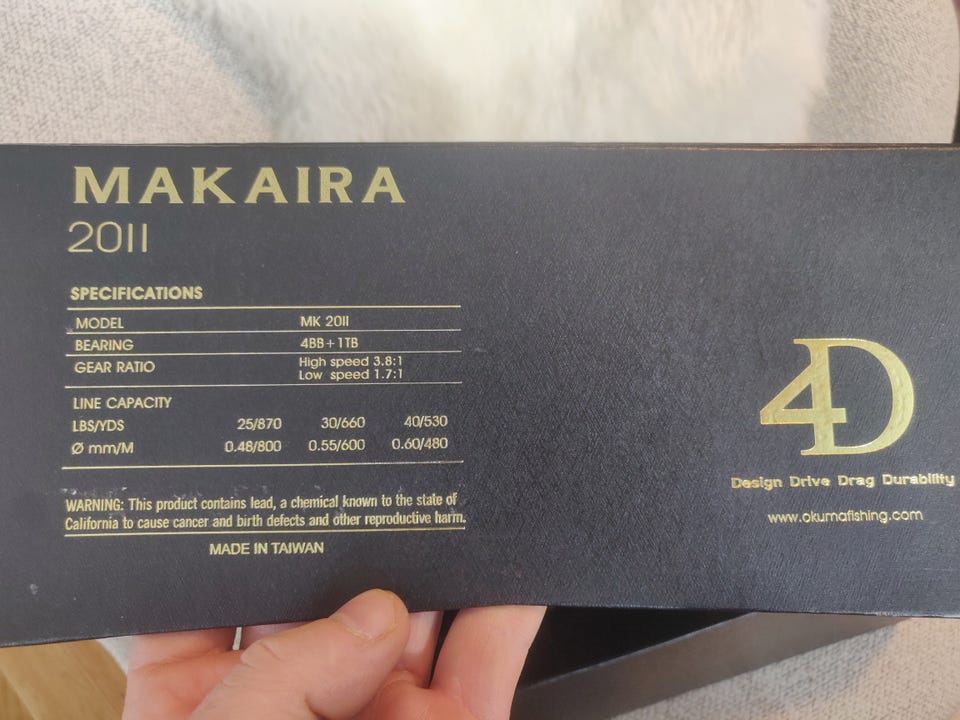 MAKAIRA
20II
SPECIFICATIONS
MODEL MK 20II
BEARING 4BB+1TB
GEAR RATIO High speed 3.8:1
Low speed 1.7:1
LINE CAPACITY
LBS/YDS 25/870 30/660 40/530
Ø mm/M 0.48/800 0.55/600 0.60/480
WARNING: This product contains lead, a chemical known to the state of
California to cause cancer and birth defects and other reproductive harm.
MADE IN TAIWAN
4D
Design Drive Drag Durability
www.okumafishing.com